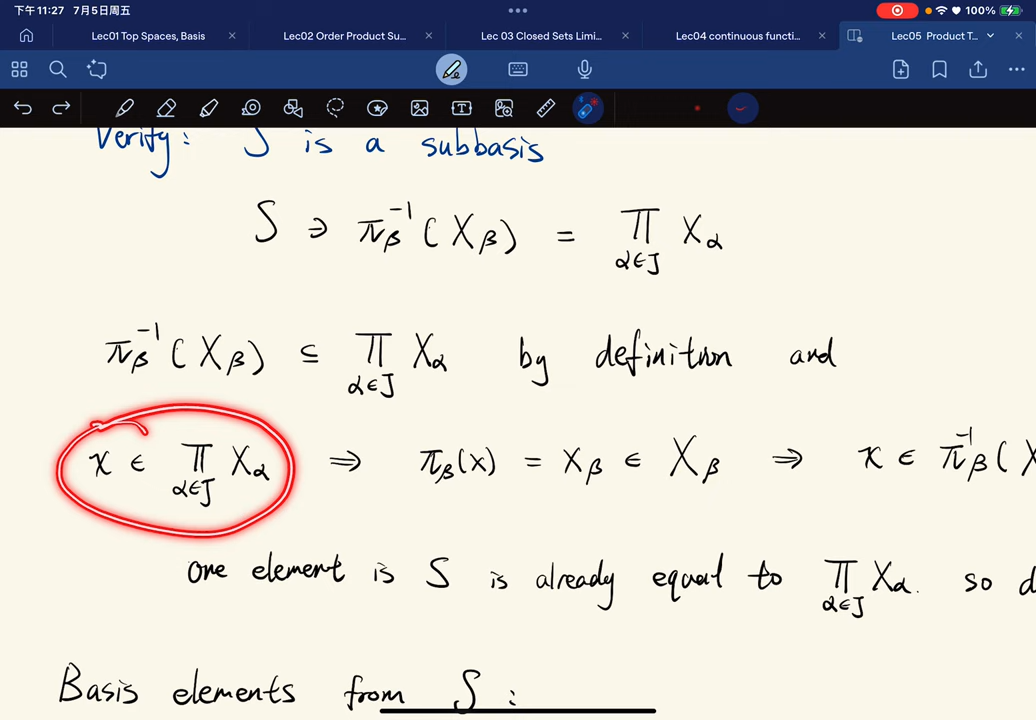 下午11:27 7月5日周五
100%
Lec01 Top Spaces, Basis
Lec02 Order Product Su...
Lec 03 Closed Sets Limi...
Lec04 continuous functi...
Lec05 Product T...
Verify: S is a subbasis
S ∋ π_β^{-1}(X_β) = ∏_{α∈J} X_α
π_β^{-1}(X_β) ⊆ ∏_{α∈J} X_α by definition and
x ∈ ∏_{α∈J} X_α ⇒ π_β(x) = x_β ∈ X_β ⇒ x ∈ π_β^{-1}(X
one element is S is already equal to ∏_{α∈J} X_α. so
Basis elements from S: